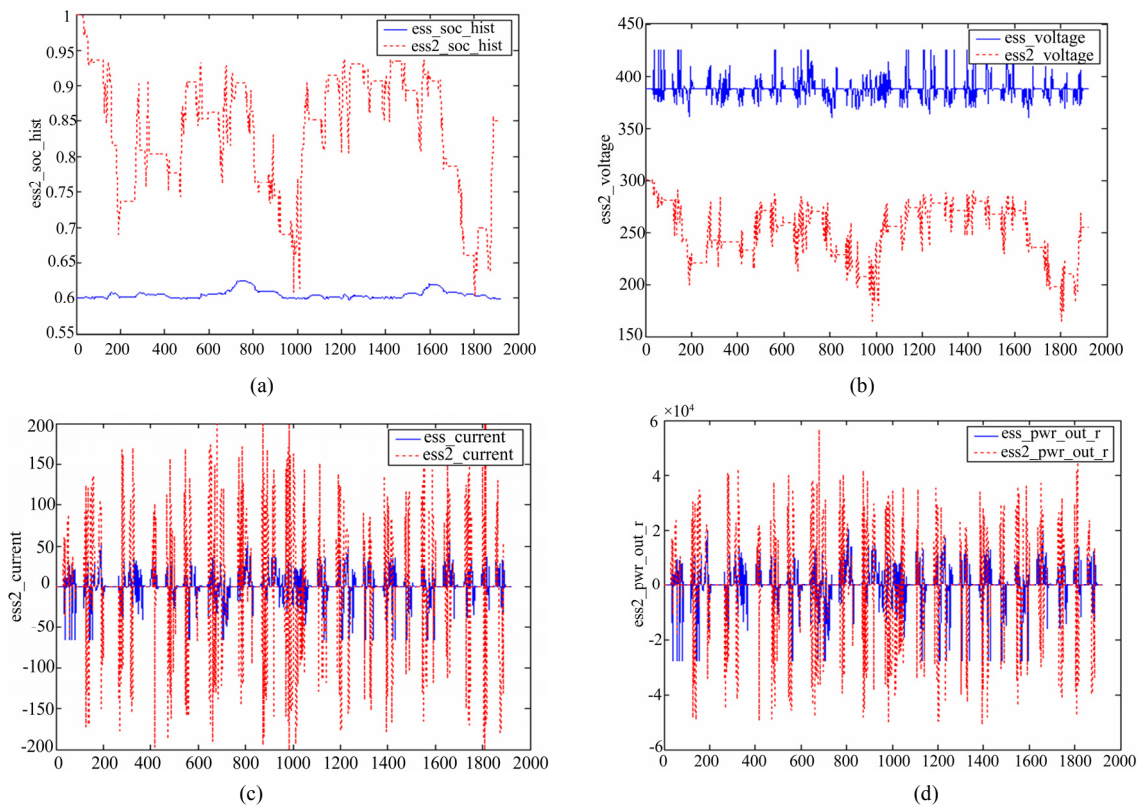 1
0.95
0.9
0.85
0.8
0.75
0.7
0.65
0.6
0.55
ess2_soc_hist
ess_soc_hist
ess2_soc_hist
0 200 400 600 800 1000 1200 1400 1600 1800 2000
(a)
450
400
350
300
250
200
150
ess2_voltage
ess_voltage
ess2_voltage
0 200 400 600 800 1000 1200 1400 1600 1800 2000
(b)
200
150
100
50
0
-50
-100
-150
-200
ess2_current
ess_current
ess2_current
0 200 400 600 800 1000 1200 1400 1600 1800 2000
(c)
×10⁴
6
4
2
0
-2
-4
-6
ess2_pwr_out_r
ess_pwr_out_r
ess2_pwr_out_r
0 200 400 600 800 1000 1200 1400 1600 1800 2000
(d)